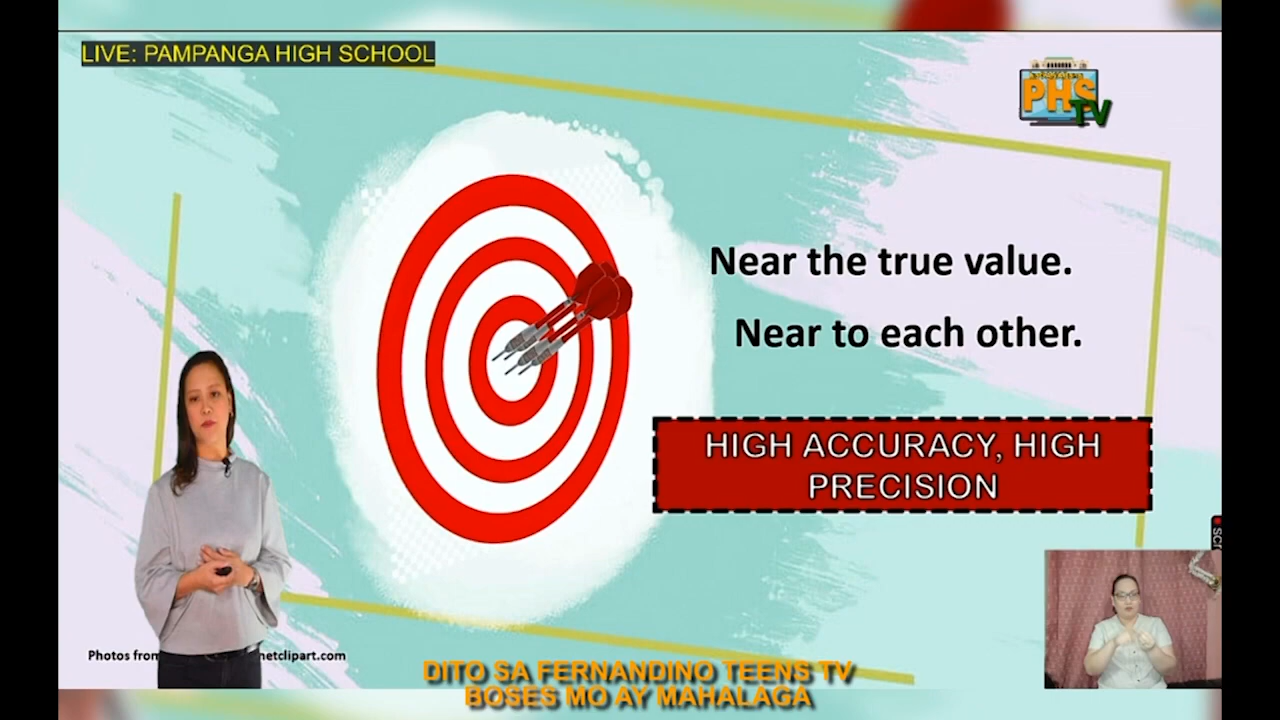 LIVE: PAMPANGA HIGH SCHOOL
PHS
TV
Near the true value.
Near to each other.
HIGH ACCURACY, HIGH
PRECISION
Photos from
netclipart.com
DITO SA FERNANDINO TEENS TV
BOSES MO AY MAHALAGA